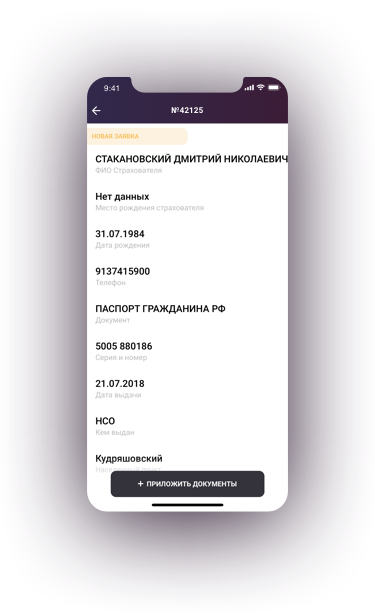 9:41
№42125
НОВАЯ ЗАЯВКА
СТАКАНОВСКИЙ ДМИТРИЙ НИКОЛАЕВИЧ
ФИО Страхователя
Нет данных
Место рождения страхователя
31.07.1984
Дата рождения
9137415900
Телефон
ПАСПОРТ ГРАЖДАНИНА РФ
Документ
5005 880186
Серия и номер
21.07.2018
Дата выдачи
НСО
Кем выдан
Кудряшовский
Населенный пункт
+ ПРИЛОЖИТЬ ДОКУМЕНТЫ